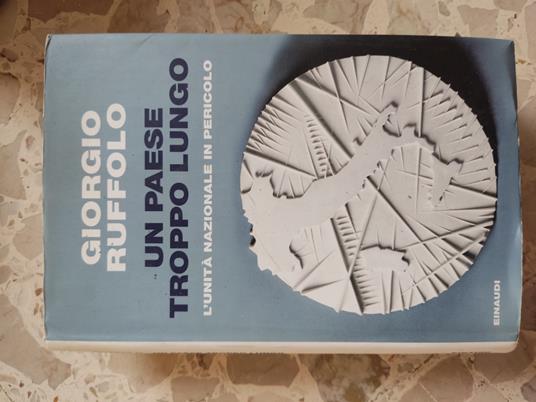 GIORGIO
RUFFOLO
UN PAESE
TROPPO LUNGO
L'UNITÀ NAZIONALE IN PERICOLO
EINAUDI